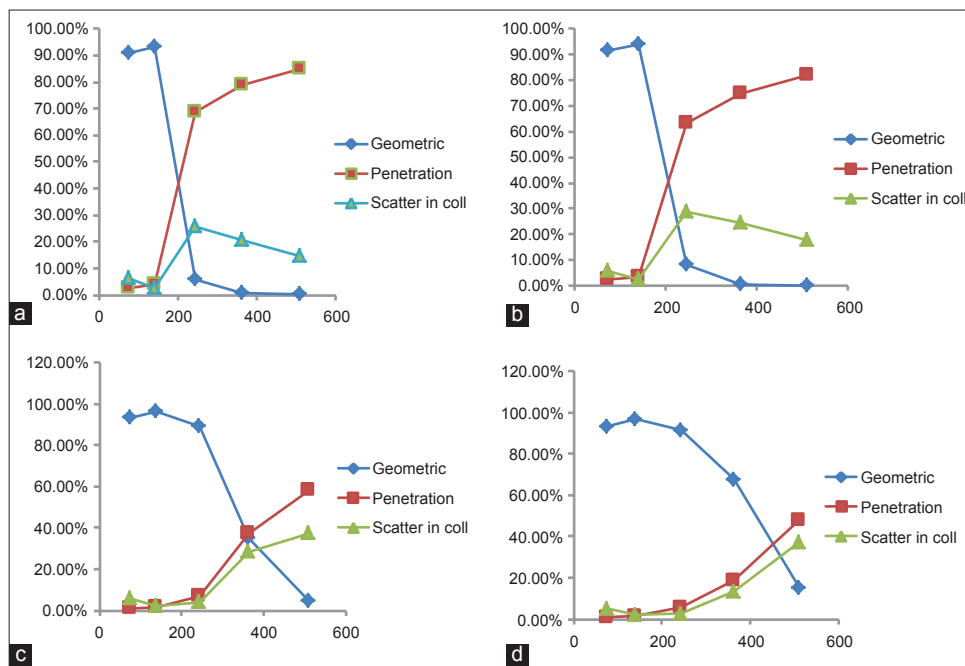 100.00%
90.00%
80.00%
70.00%
60.00%
50.00%
40.00%
30.00%
20.00%
10.00%
0.00%
0 200 400 600
Geometric
Penetration
Scatter in coll
a
100.00%
90.00%
80.00%
70.00%
60.00%
50.00%
40.00%
30.00%
20.00%
10.00%
0.00%
0 200 400 600
Geometric
Penetration
Scatter in coll
b
120.00%
100.00%
80.00%
60.00%
40.00%
20.00%
0.00%
0 200 400 600
Geometric
Penetration
Scatter in coll
c
120.00%
100.00%
80.00%
60.00%
40.00%
20.00%
0.00%
0 200 400 600
Geometric
Penetration
Scatter in coll
d